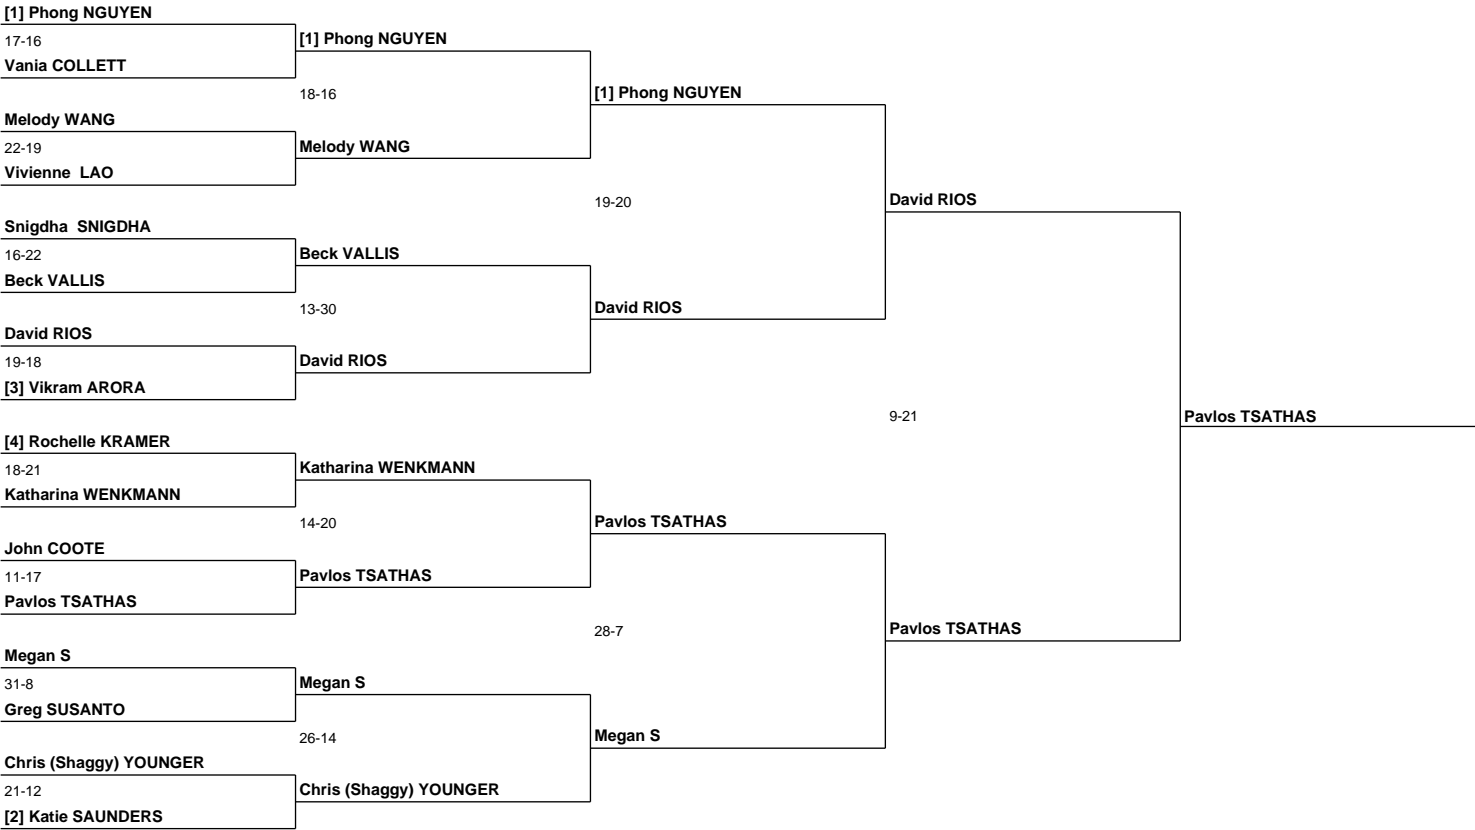 [1] Phong NGUYEN
17-16
Vania COLLETT
Melody WANG
22-19
Vivienne  LAO
Snigdha  SNIGDHA
16-22
Beck VALLIS
David RIOS
19-18
[3] Vikram ARORA
[4] Rochelle KRAMER
18-21
Katharina WENKMANN
John COOTE
11-17
Pavlos TSATHAS
Megan S
31-8
Greg SUSANTO
Chris (Shaggy) YOUNGER
21-12
[2] Katie SAUNDERS
[1] Phong NGUYEN
18-16
Melody WANG
Beck VALLIS
13-30
David RIOS
Katharina WENKMANN
14-20
Pavlos TSATHAS
Megan S
26-14
Chris (Shaggy) YOUNGER
[1] Phong NGUYEN
19-20
David RIOS
Pavlos TSATHAS
28-7
Megan S
David RIOS
9-21
Pavlos TSATHAS
Pavlos TSATHAS